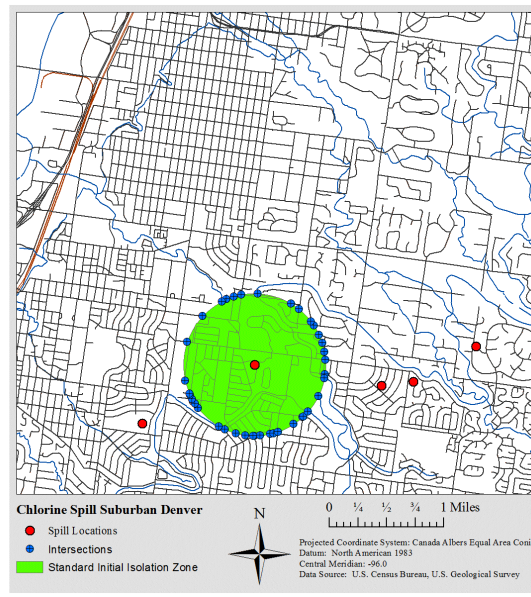 Chlorine Spill Suburban Denver
Spill Locations
Intersections
Standard Initial Isolation Zone
N
0 ¼ ½ ¾ 1 Miles
Projected Coordinate System: Canada Albers Equal Area Coni
Datum: North American 1983
Central Meridian: -96.0
Data Source: U.S. Census Bureau, U.S. Geological Survey